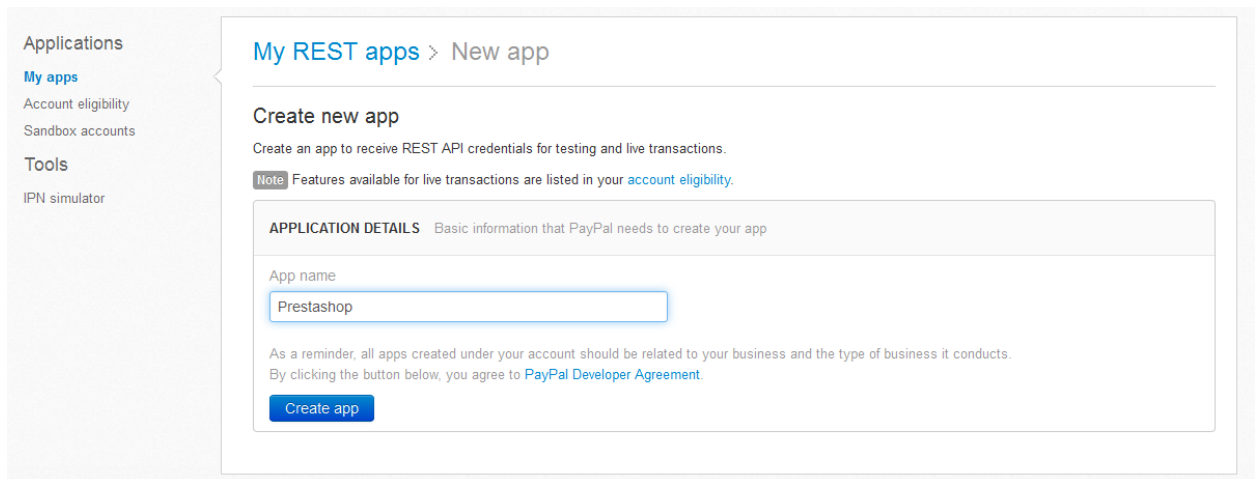 Applications
My apps
Account eligibility
Sandbox accounts
Tools
IPN simulator
My REST apps > New app
Create new app
Create an app to receive REST API credentials for testing and live transactions.
Note Features available for live transactions are listed in your account eligibility.
APPLICATION DETAILS Basic information that PayPal needs to create your app
App name
Prestashop
As a reminder, all apps created under your account should be related to your business and the type of business it conducts.
By clicking the button below, you agree to PayPal Developer Agreement.
Create app